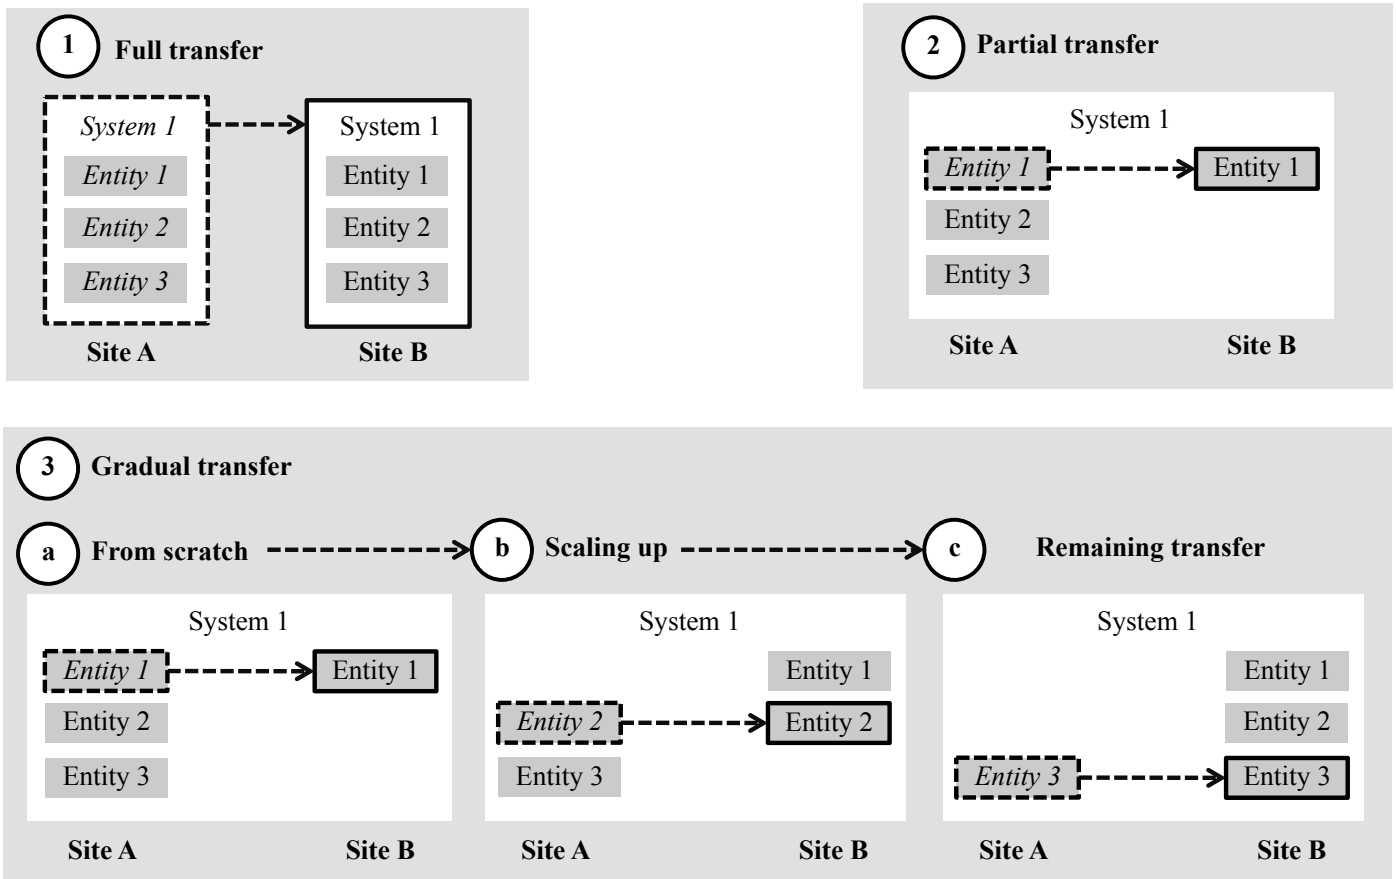 1 Full transfer
System 1 System 1
Entity 1 Entity 1
Entity 2 Entity 2
Entity 3 Entity 3
Site A Site B
2 Partial transfer
System 1
Entity 1 Entity 1
Entity 2
Entity 3
Site A Site B
3 Gradual transfer
a From scratch b Scaling up c Remaining transfer
System 1
Entity 1 Entity 1
Entity 2
Entity 3
Site A Site B
System 1
Entity 1
Entity 2 Entity 2
Entity 3
Site A Site B
System 1
Entity 1
Entity 2
Entity 3 Entity 3
Site A Site B